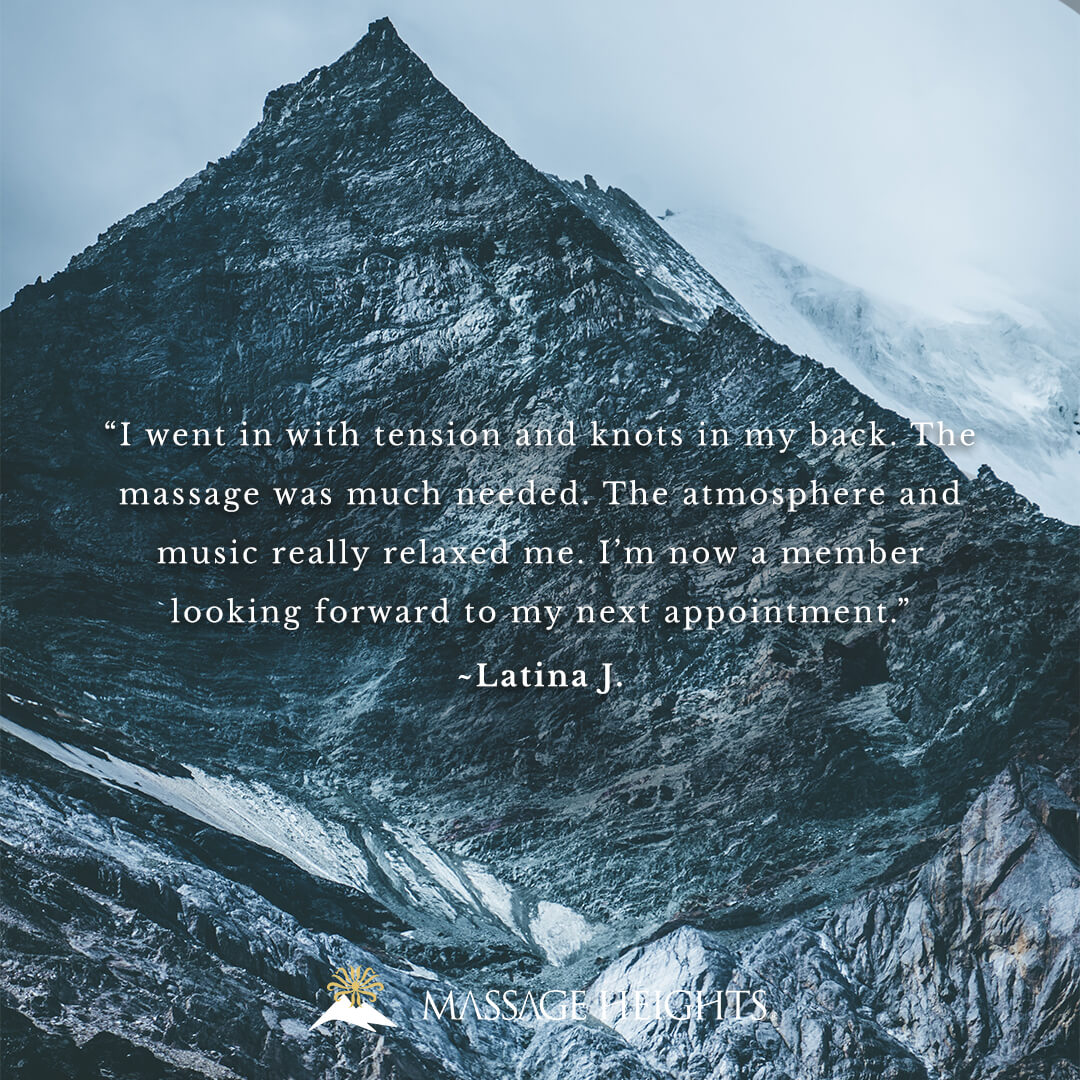 “I went in with tension and knots in my back. The
massage was much needed. The atmosphere and
music really relaxed me. I’m now a member
looking forward to my next appointment.”
~Latina J.
MASSAGE HEIGHTS